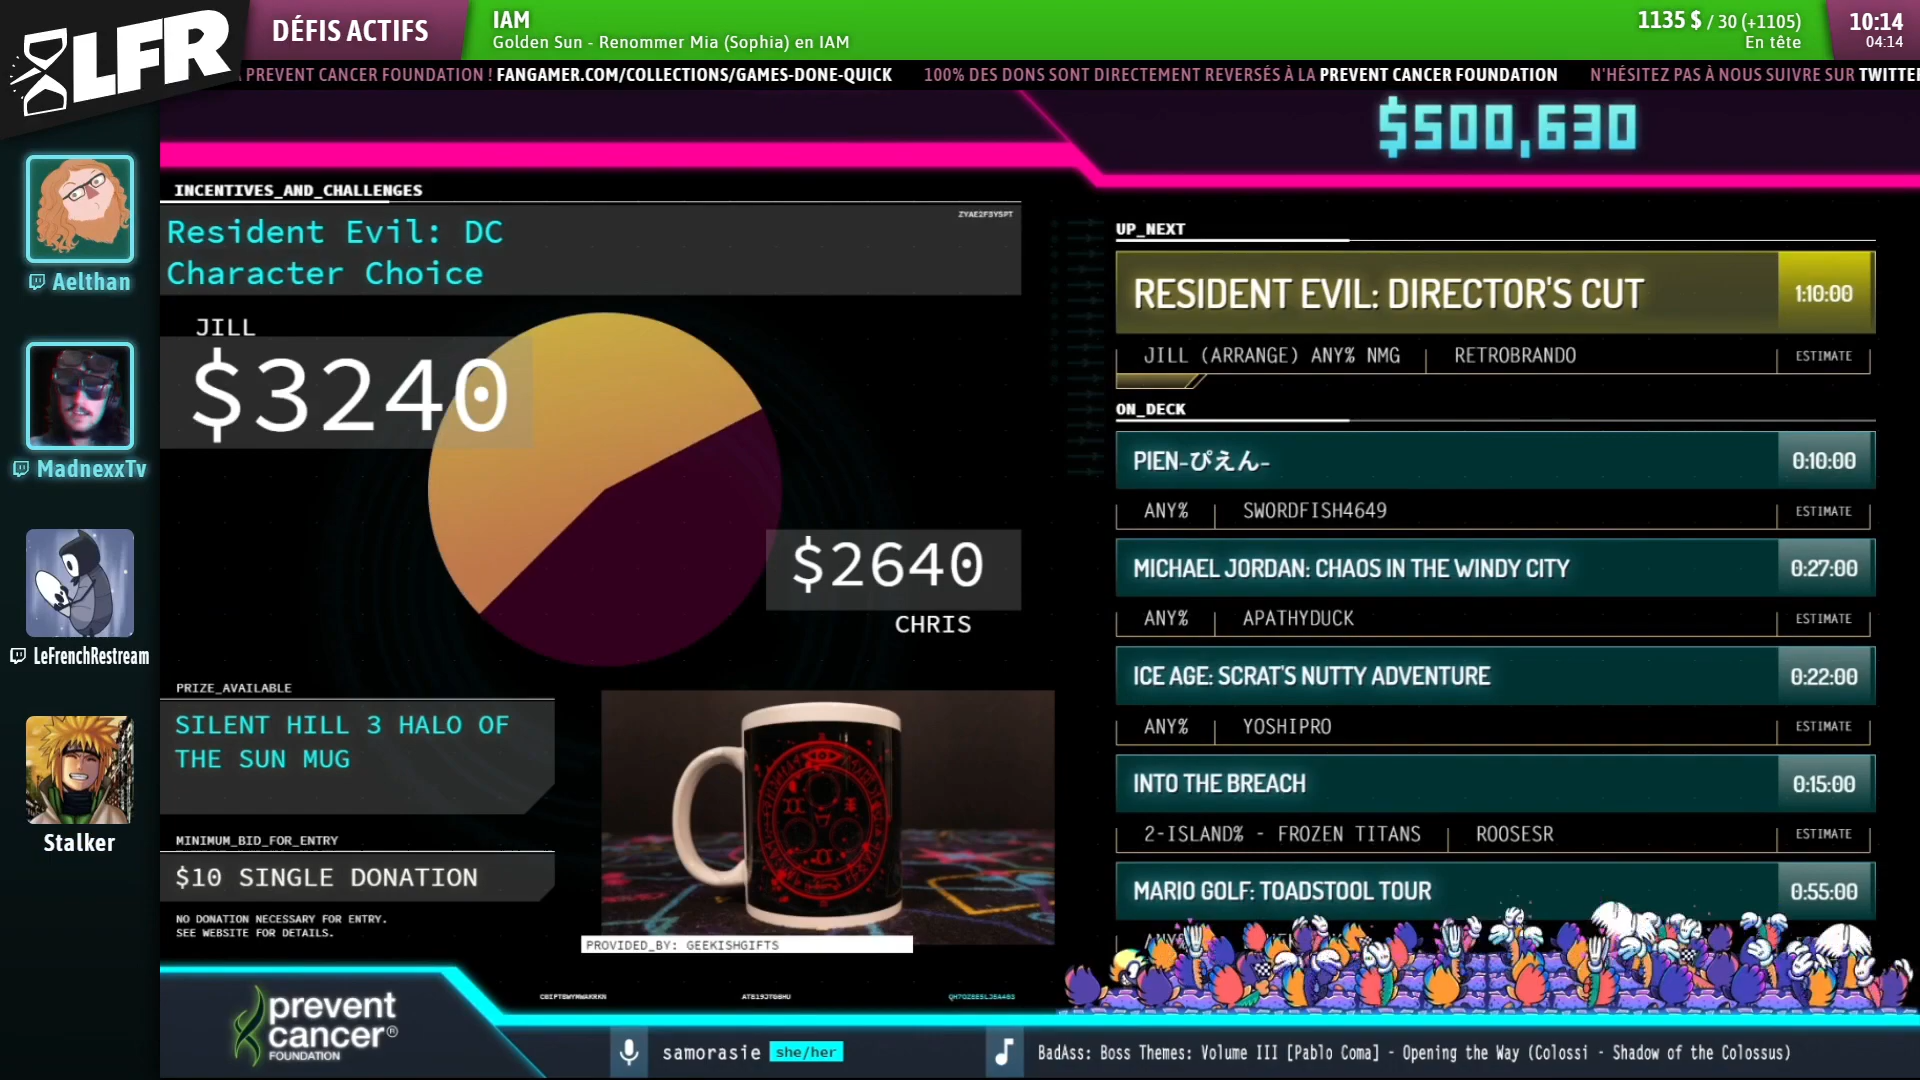 LFR
DÉFIS ACTIFS
IAM
Golden Sun - Renommer Mia (Sophia) en IAM
1135 $ / 30 (+1105)
En tête
10:14
04:14
PREVENT CANCER FOUNDATION ! FANGAMER.COM/COLLECTIONS/GAMES-DONE-QUICK 100% DES DONS SONT DIRECTEMENT REVERSÉS À LA PREVENT CANCER FOUNDATION N'HÉSITEZ PAS À NOUS SUIVRE SUR TWITTE
$500,630
Aelthan
MadnexxTv
LeFrenchRestream
Stalker
INCENTIVES_AND_CHALLENGES
Resident Evil: DC
Character Choice
JILL
$3240
$2640
CHRIS
PRIZE_AVAILABLE
SILENT HILL 3 HALO OF
THE SUN MUG
MINIMUM_BID_FOR_ENTRY
$10 SINGLE DONATION
NO DONATION NECESSARY FOR ENTRY.
SEE WEBSITE FOR DETAILS.
PROVIDED_BY: GEEKISHGIFTS
UP_NEXT
RESIDENT EVIL: DIRECTOR'S CUT 1:10:00
JILL (ARRANGE) ANY% NMG RETROBRANDO ESTIMATE
ON_DECK
PIEN-ぴえん- 0:10:00
ANY% SWORDFISH4649 ESTIMATE
MICHAEL JORDAN: CHAOS IN THE WINDY CITY 0:27:00
ANY% APATHYDUCK ESTIMATE
ICE AGE: SCRAT'S NUTTY ADVENTURE 0:22:00
ANY% YOSHIPRO ESTIMATE
INTO THE BREACH 0:15:00
2-ISLAND% - FROZEN TITANS ROOSESR ESTIMATE
MARIO GOLF: TOADSTOOL TOUR 0:55:00
prevent
cancer®
FOUNDATION
samorasie she/her
BadAss: Boss Themes: Volume III [Pablo Coma] - Opening the Way (Colossi - Shadow of the Colossus)